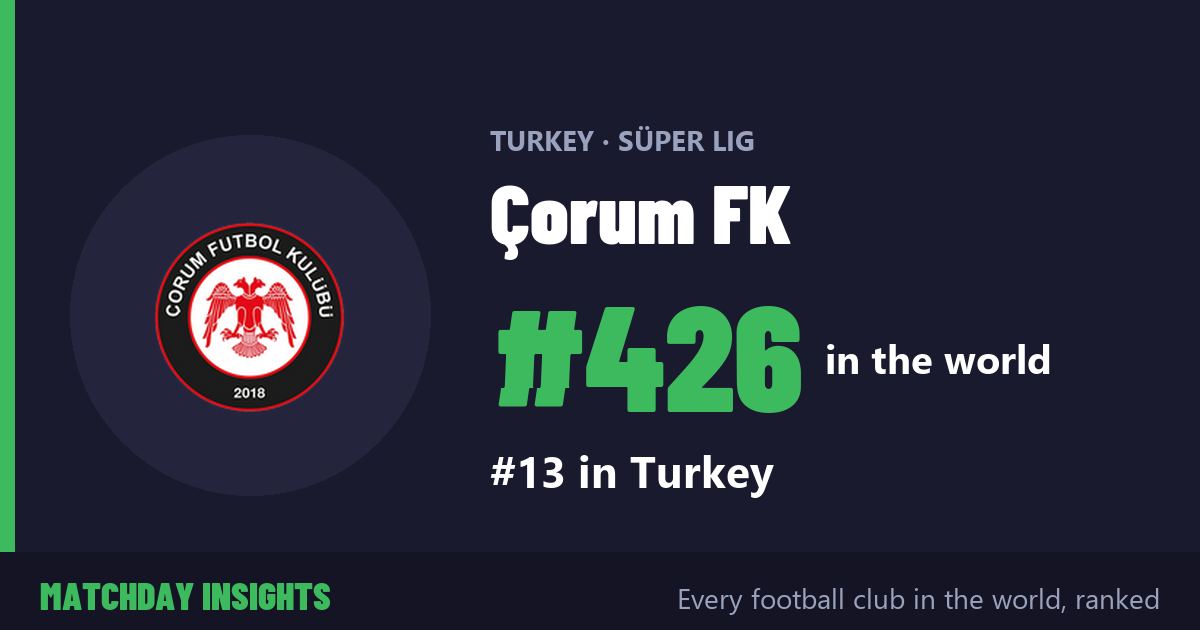 TURKEY · SÜPER LIG
Çorum FK
ÇORUM FUTBOL KULÜBÜ
2018
#426 in the world
#13 in Turkey
MATCHDAY INSIGHTS
Every football club in the world, ranked